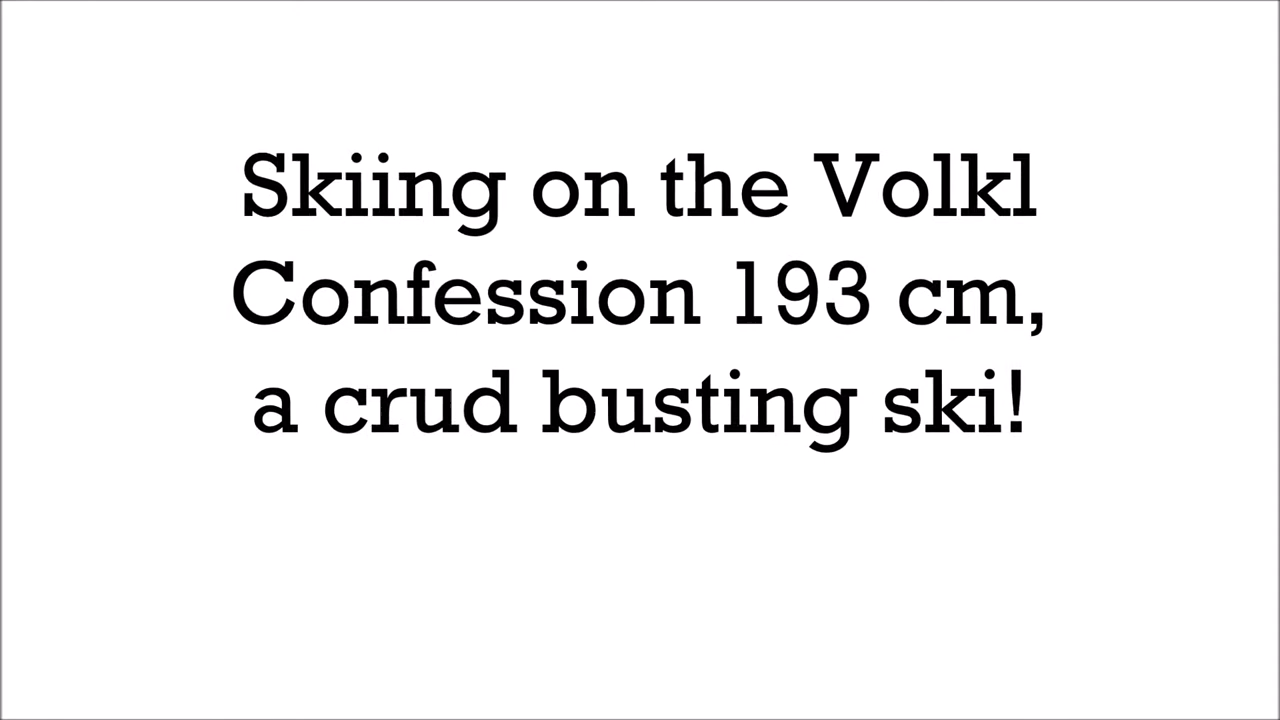 Skiing on the Volkl
Confession 193 cm,
a crud busting ski!